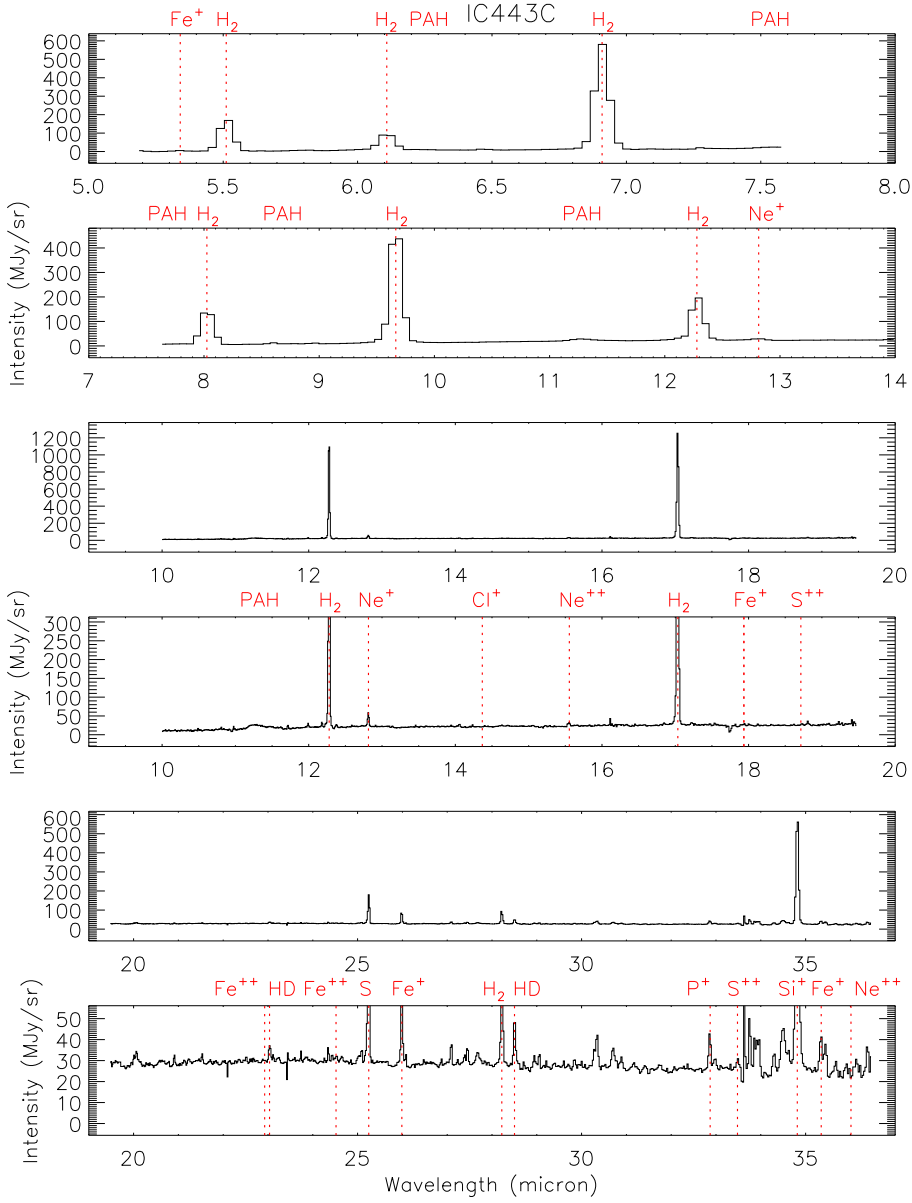 IC443C
Fe⁺ H₂ H₂ PAH H₂ PAH
600
500
400
300
200
100
0
5.0 5.5 6.0 6.5 7.0 7.5 8.0
PAH H₂ PAH H₂ PAH H₂ Ne⁺
Intensity (MJy/sr)
400
300
200
100
0
7 8 9 10 11 12 13 14
1200
1000
800
600
400
200
0
10 12 14 16 18 20
PAH H₂ Ne⁺ Cl⁺ Ne⁺⁺ H₂ Fe⁺ S⁺⁺
Intensity (MJy/sr)
300
250
200
150
100
50
0
10 12 14 16 18 20
600
500
400
300
200
100
0
20 25 30 35
Fe⁺⁺ HD Fe⁺⁺ S Fe⁺ H₂ HD P⁺ S⁺⁺ Si⁺ Fe⁺ Ne⁺⁺
Intensity (MJy/sr)
50
40
30
20
10
0
20 25 30 35
Wavelength (micron)